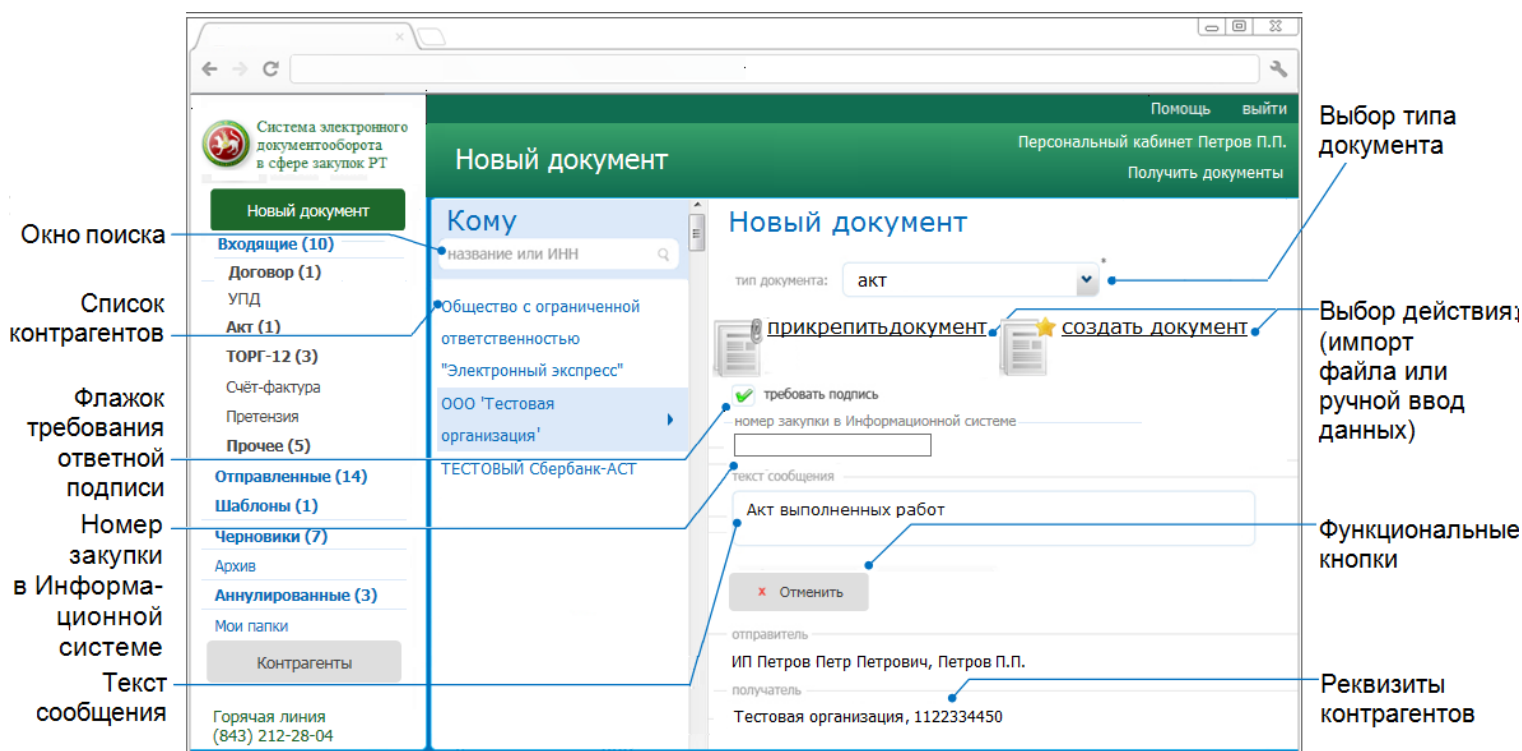 Помощь выйти
Система электронного
документооборота
в сфере закупок РТ
Персональный кабинет Петров П.П.
Новый документ
Получить документы
Новый документ
Входящие (10)
Договор (1)
УПД
Акт (1)
ТОРГ-12 (3)
Счёт-фактура
Претензия
Прочее (5)
Отправленные (14)
Шаблоны (1)
Черновики (7)
Архив
Аннулированные (3)
Мои папки
Контрагенты
Горячая линия
(843) 212-28-04
Кому
название или ИНН
Общество с ограниченной
ответственностью
"Электронный экспресс"
ООО 'Тестовая
организация'
ТЕСТОВЫЙ Сбербанк-АСТ
Новый документ
тип документа: акт
прикрепитьдокумент создать документ
требовать подпись
номер закупки в Информационной системе
текст сообщения
Акт выполненных работ
x Отменить
отправитель
ИП Петров Петр Петрович, Петров П.П.
получатель
Тестовая организация, 1122334450
Окно поиска
Список
контрагентов
Флажок
требования
ответной
подписи
Номер
закупки
в Информа-
ционной
системе
Текст
сообщения
Выбор типа
документа
Выбор действия
(импорт
файла или
ручной ввод
данных)
Функциональные
кнопки
Реквизиты
контрагентов